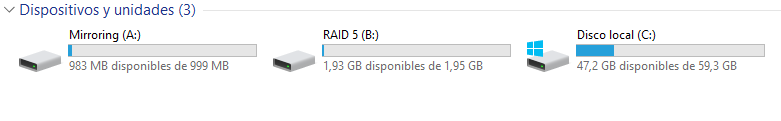 Dispositivos y unidades (3)
Mirroring (A:)
983 MB disponibles de 999 MB
RAID 5 (B:)
1,93 GB disponibles de 1,95 GB
Disco local (C:)
47,2 GB disponibles de 59,3 GB